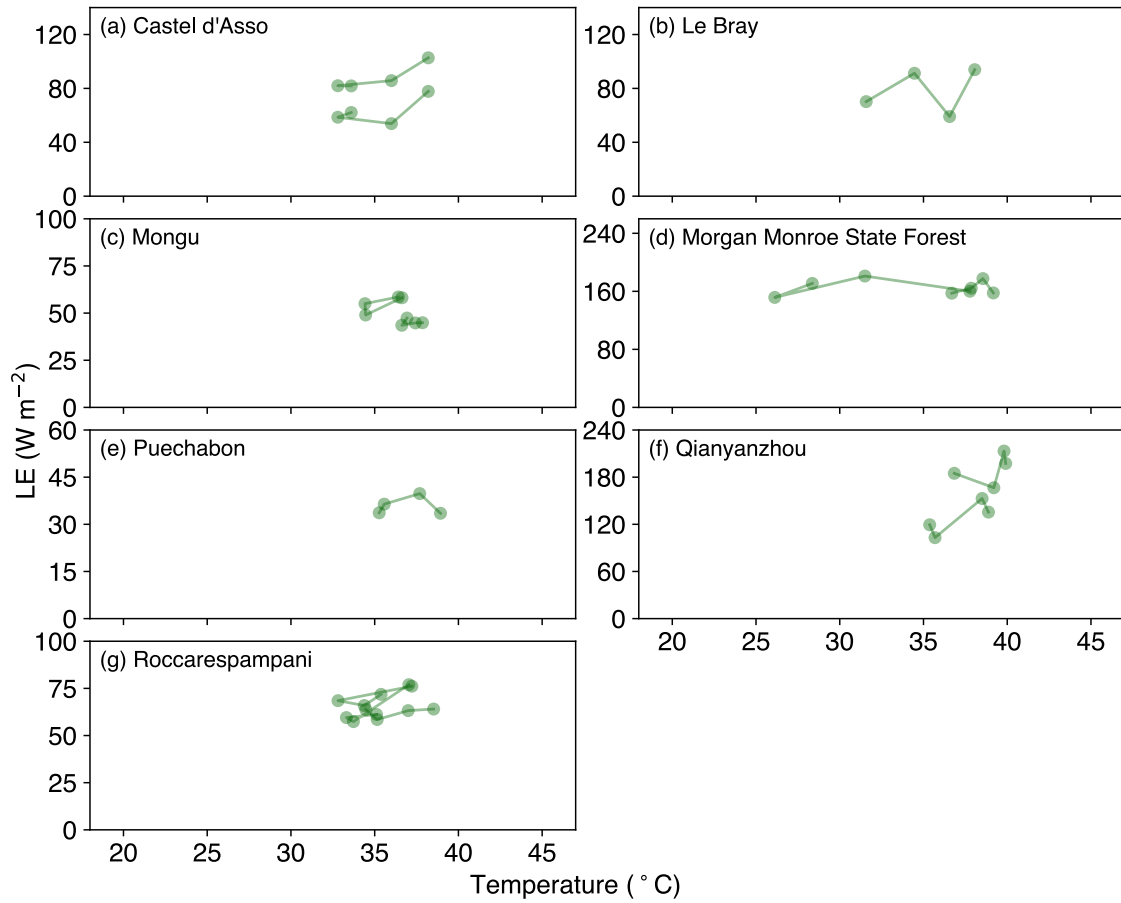 (a) Castel d'Asso
120
80
40
0
(b) Le Bray
120
80
40
0
(c) Mongu
100
75
50
25
0
(d) Morgan Monroe State Forest
240
160
80
0
(e) Puechabon
60
45
30
15
0
(f) Qianyanzhou
240
180
120
60
0
20 25 30 35 40 45
(g) Roccarespampani
100
75
50
25
0
20 25 30 35 40 45
LE (W m⁻²)
Temperature (°C)